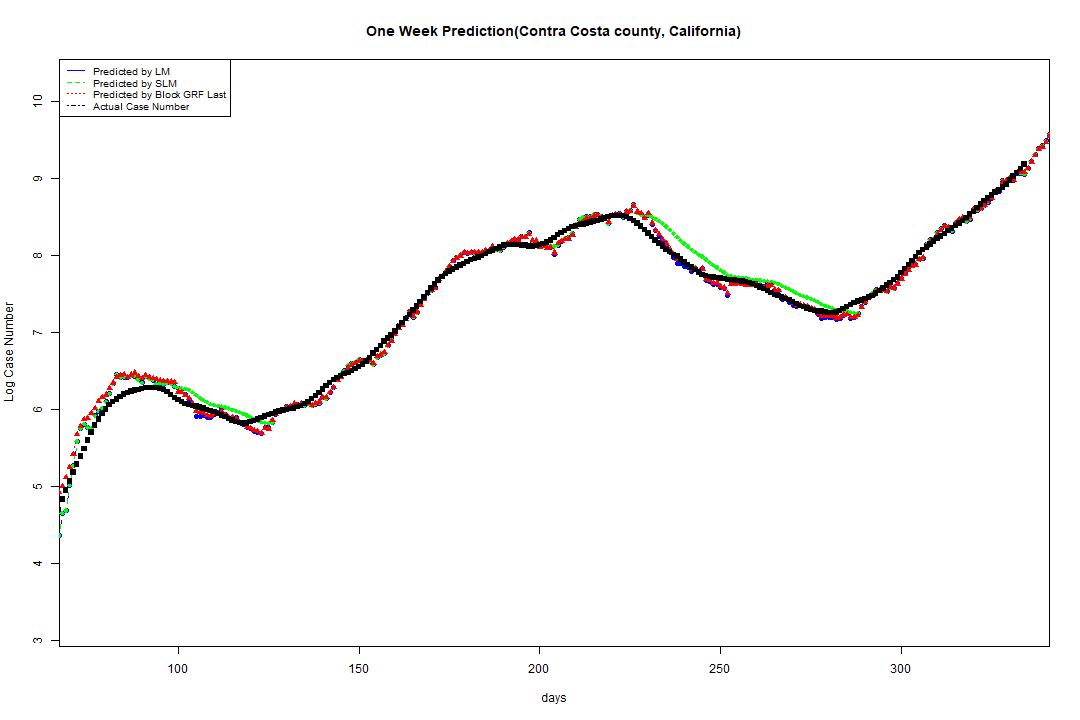 One Week Prediction(Contra Costa county, California)
Predicted by LM
Predicted by SLM
Predicted by Block GRF Last
Actual Case Number
10
9
8
7
6
5
4
3
Log Case Number
100 150 200 250 300
days